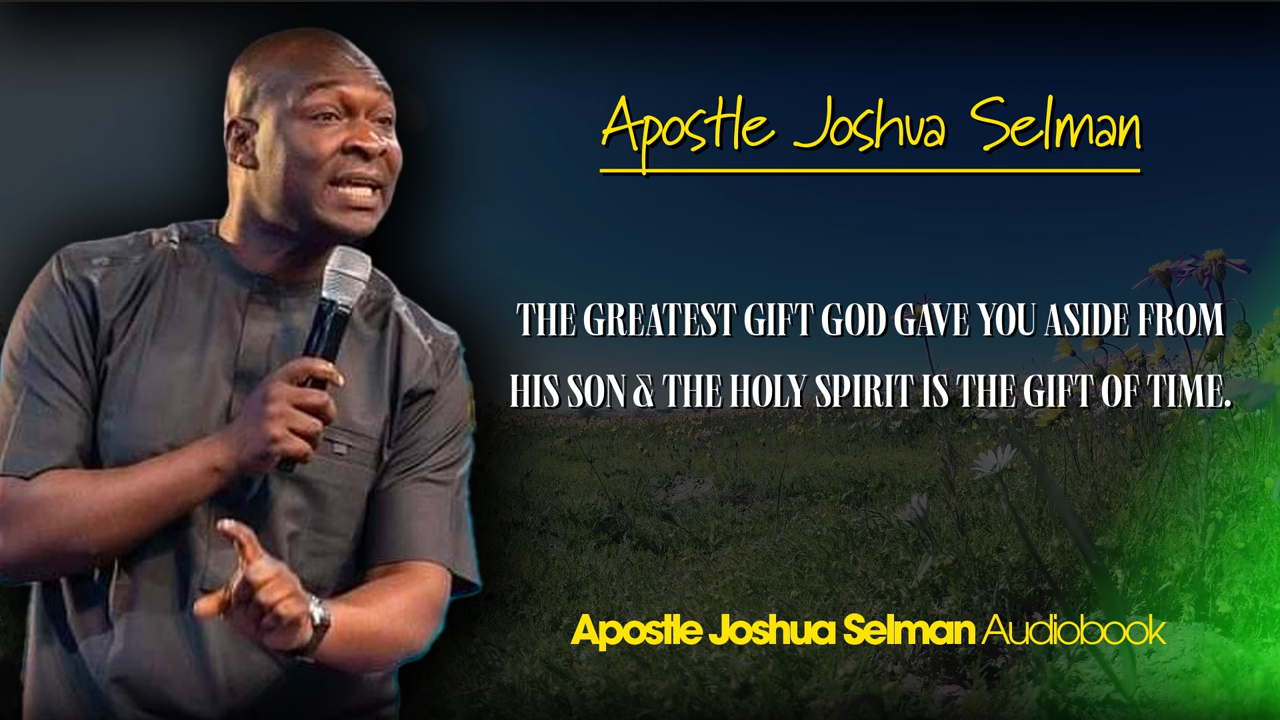 Apostle Joshua Selman
THE GREATEST GIFT GOD GAVE YOU ASIDE FROM
HIS SON & THE HOLY SPIRIT IS THE GIFT OF TIME.
Apostle Joshua Selman Audiobook